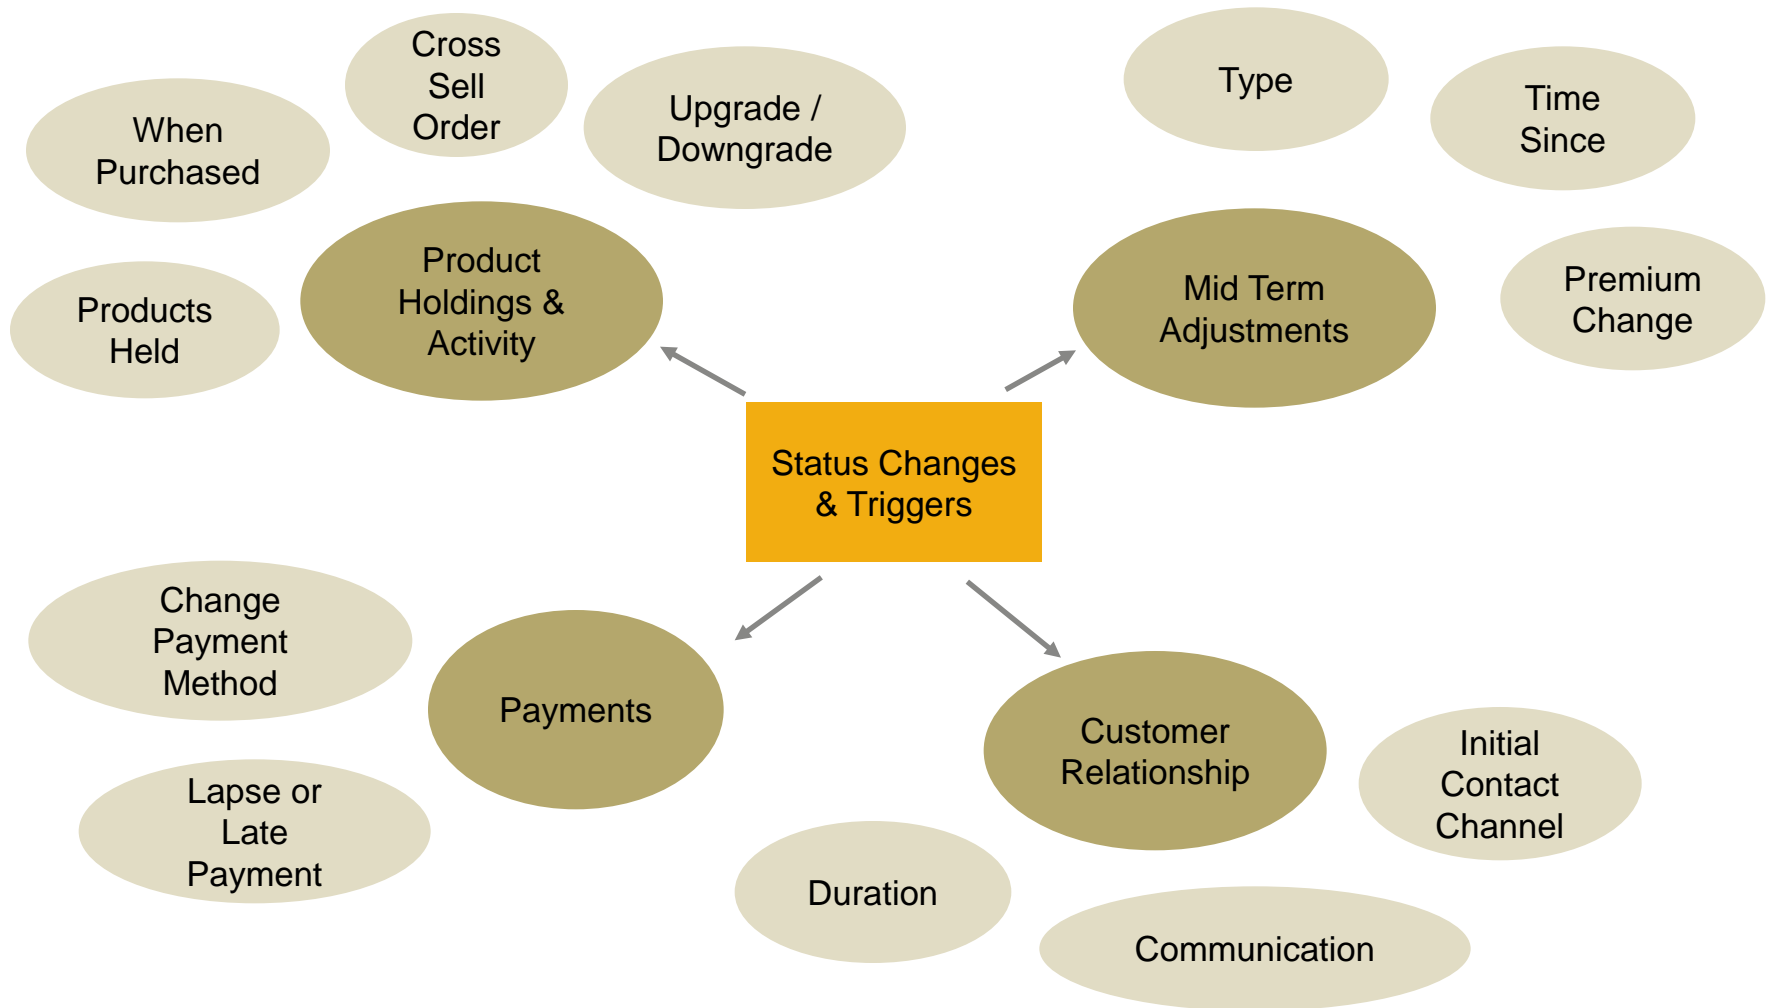 Cross
Sell
Order
Upgrade /
Downgrade
When
Purchased
Products
Held
Product
Holdings &
Activity
Type
Time
Since
Premium
Change
Mid Term
Adjustments
Status Changes
& Triggers
Change
Payment
Method
Payments
Lapse or
Late
Payment
Customer
Relationship
Initial
Contact
Channel
Duration
Communication